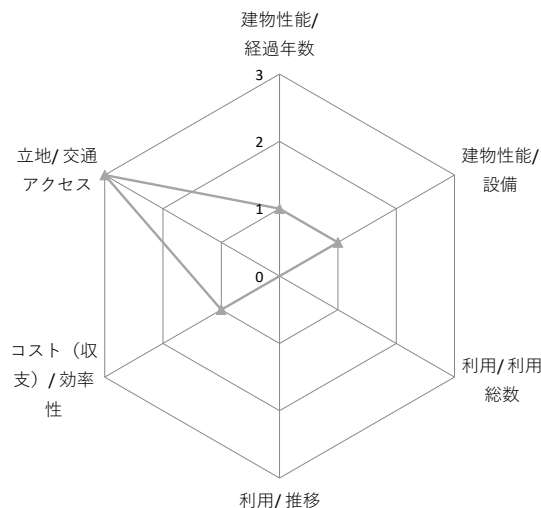 建物性能/
経過年数
3
2
1
0
建物性能/
設備
利用/ 利用
総数
利用/ 推移
コスト（収
支）/ 効率
性
立地/ 交通
アクセス